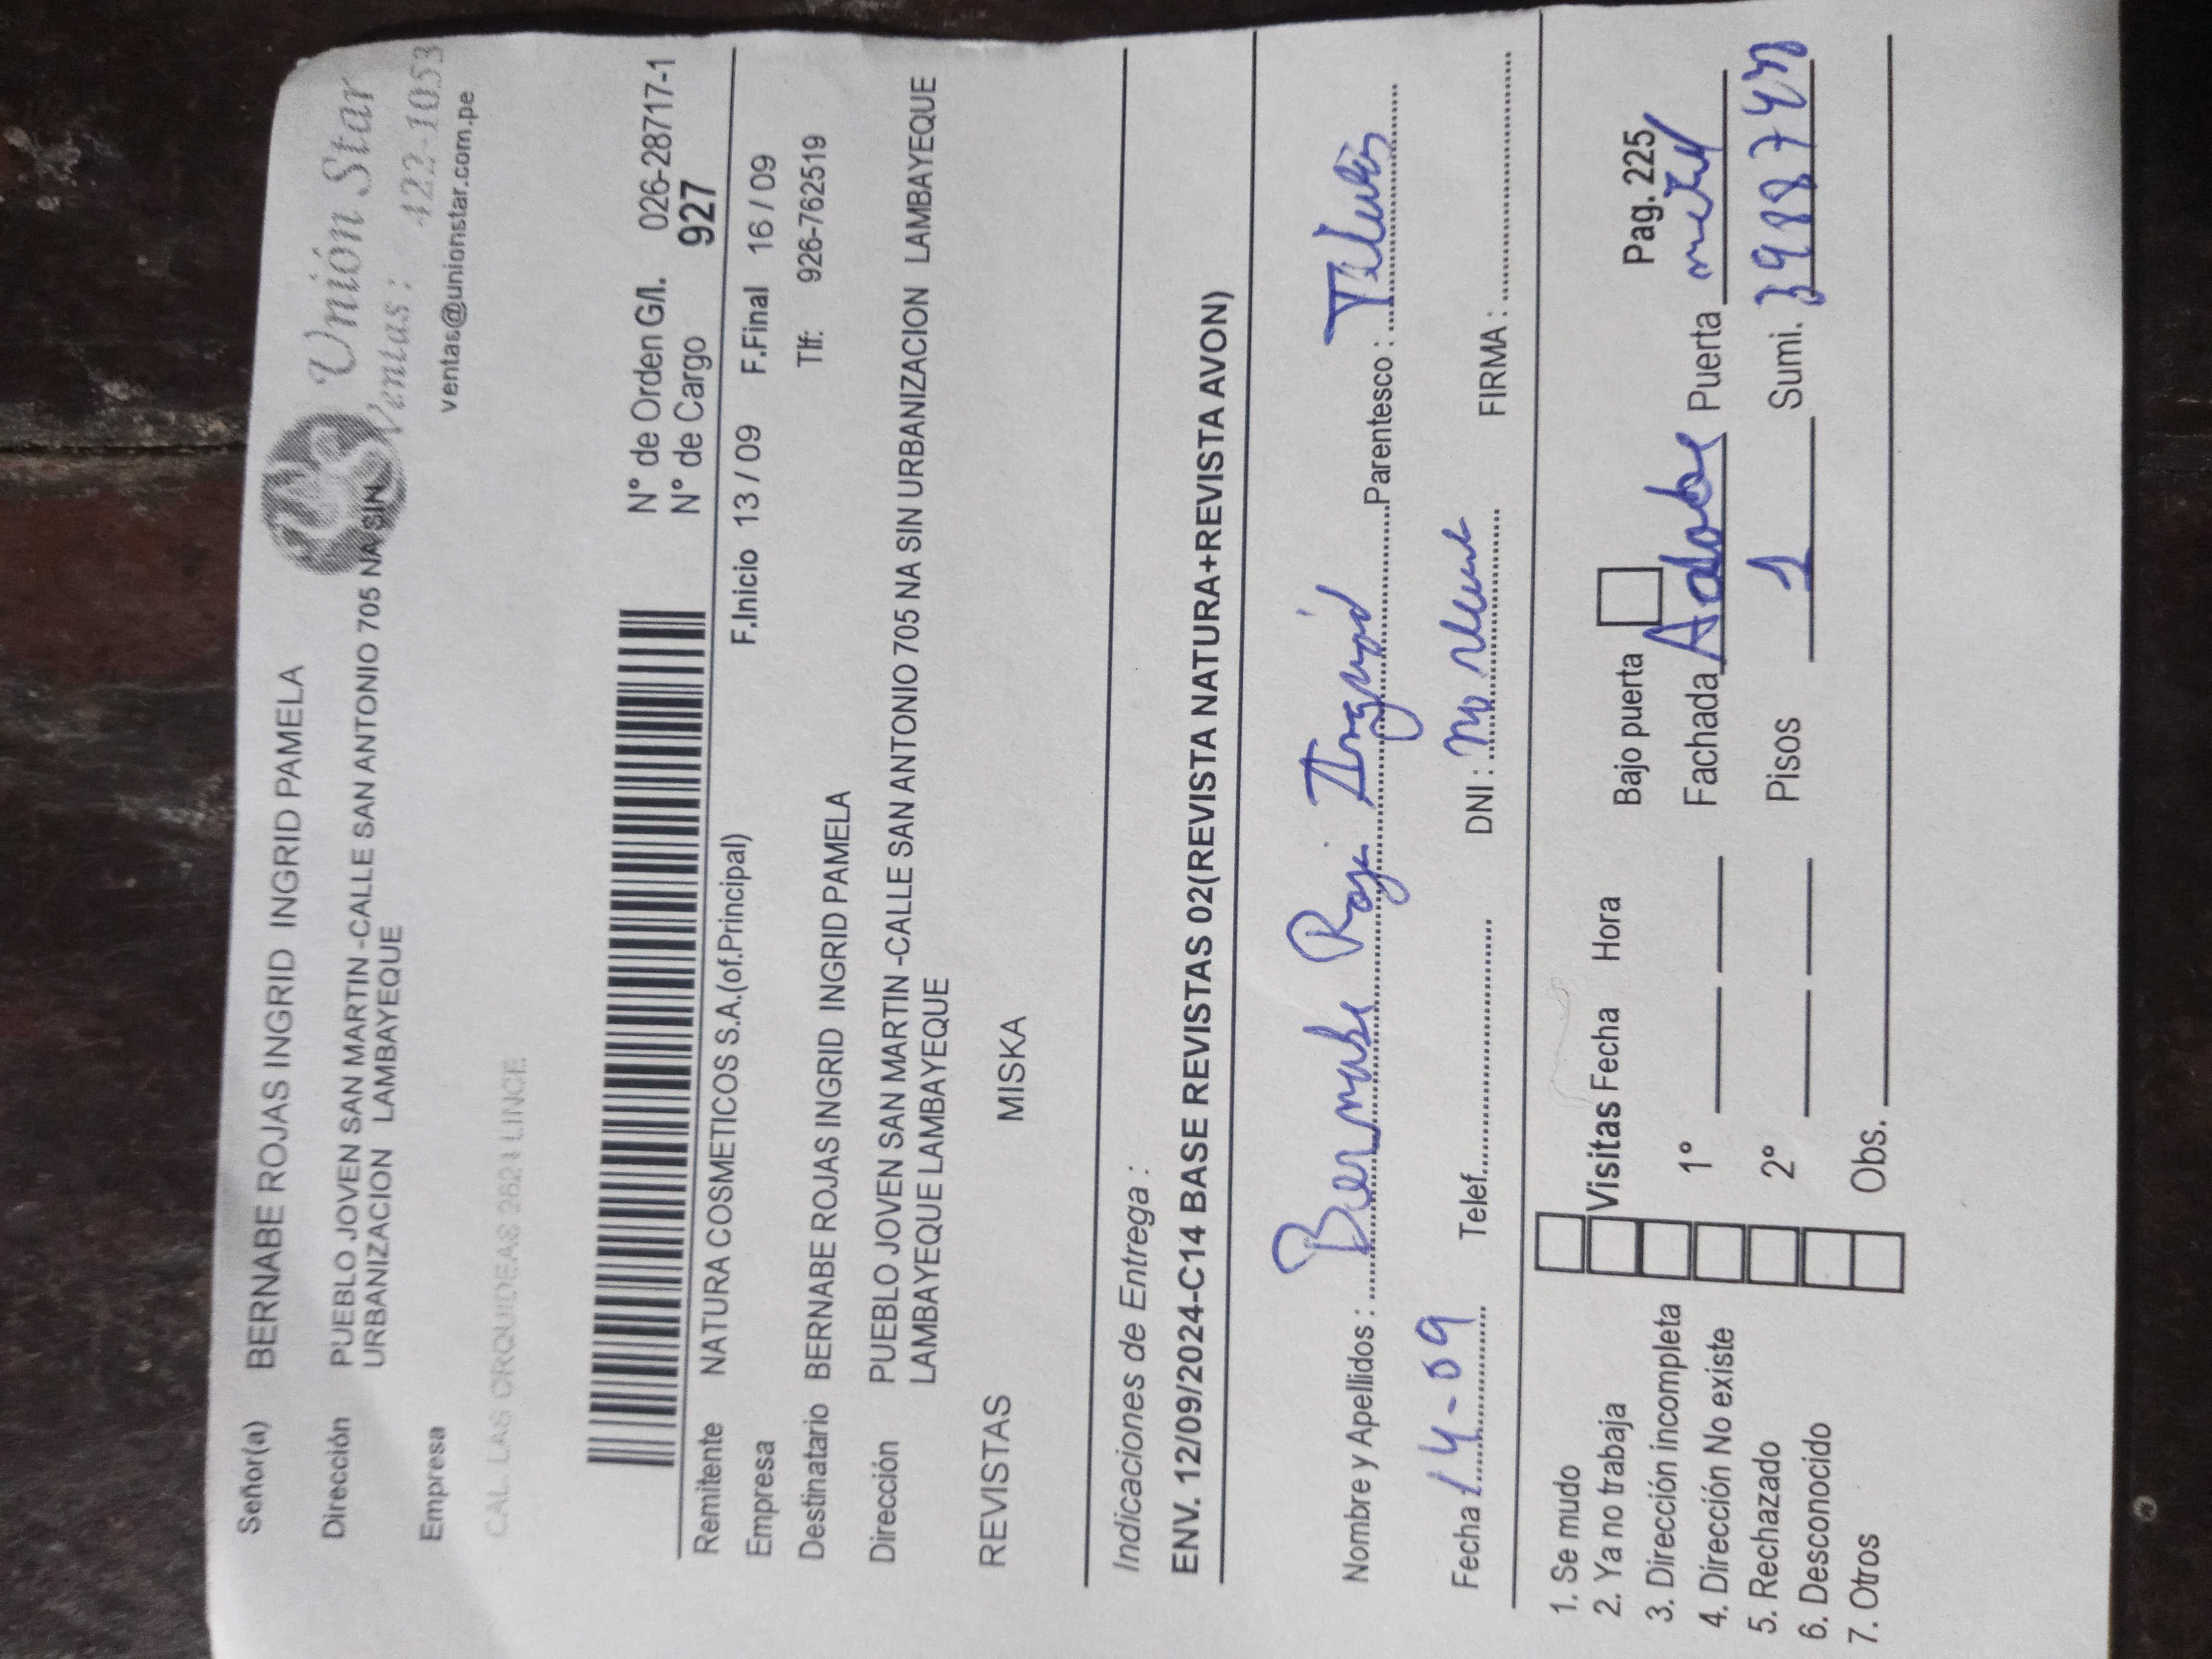 Señor(a) BERNABE ROJAS INGRID INGRID PAMELA
Unión Star
Dirección PUEBLO JOVEN SAN MARTIN -CALLE SAN ANTONIO 705 NA SIN
URBANIZACION LAMBAYEQUE
Ventas: 422-1053
Empresa
ventas@unionstar.com.pe
CAL. LAS ORQUIDEAS 2621 LINCE
N° de Orden G/I. 026-28717-1
N° de Cargo 927
Remitente NATURA COSMETICOS S.A.(of.Principal)
Empresa F.Inicio 13 / 09 F.Final 16 / 09
Destinatario BERNABE ROJAS INGRID INGRID PAMELA Tlf: 926-762519
Dirección PUEBLO JOVEN SAN MARTIN -CALLE SAN ANTONIO 705 NA SIN URBANIZACION LAMBAYEQUE
LAMBAYEQUE LAMBAYEQUE
REVISTAS MISKA
Indicaciones de Entrega :
ENV. 12/09/2024-C14 BASE REVISTAS 02(REVISTA NATURA+REVISTA AVON)
Nombre y Apellidos : Bernabe Ingrid Parentesco :
Fecha 14-09 Telef. DNI : no FIRMA :
1. Se mudo
2. Ya no trabaja
3. Dirección incompleta
4. Dirección No existe
5. Rechazado
6. Desconocido
7. Otros
Visitas Fecha Hora
1°
2°
Obs.
Bajo puerta Pag. 225
Fachada Adobe Puerta metal
Pisos 1 Sumi.